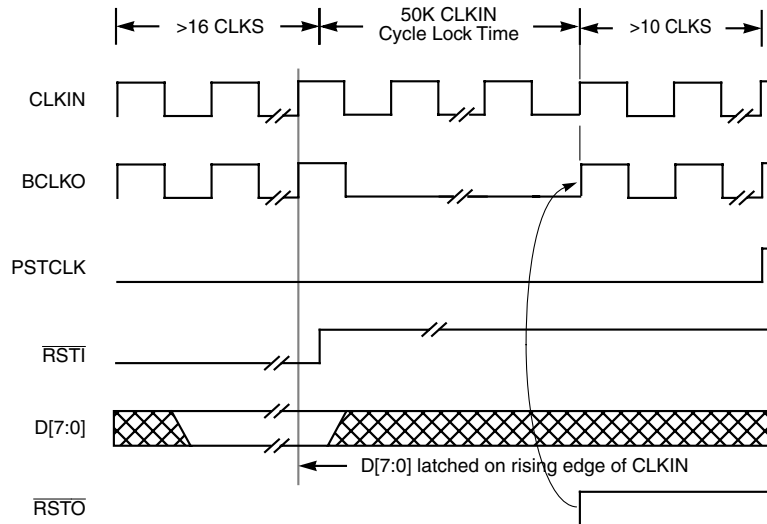 >16 CLKS
50K CLKIN
Cycle Lock Time
>10 CLKS
CLKIN
BCLKO
PSTCLK
RSTI
D[7:0]
D[7:0] latched on rising edge of CLKIN
RSTO